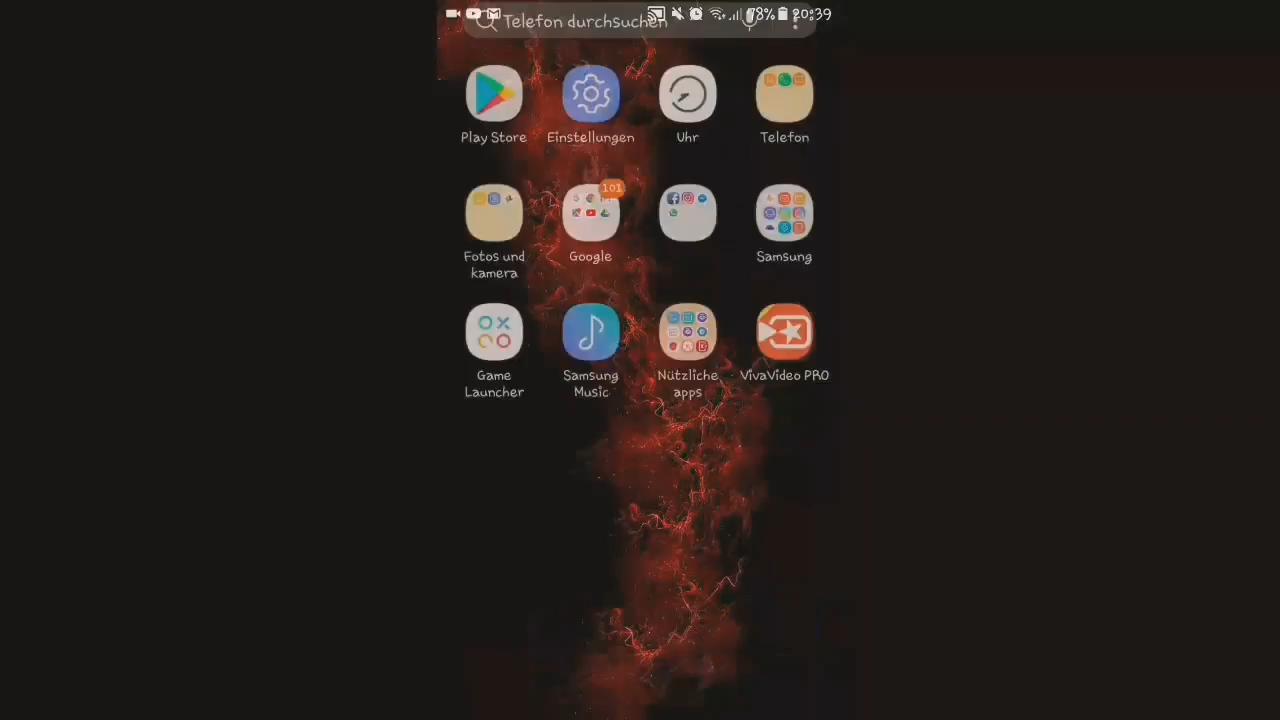 78% 20:39
Telefon durchsuchen
Play Store
Einstellungen
Uhr
Telefon
101
Fotos und
kamera
Google
Samsung
Game
Launcher
Samsung
Music
Nützliche
apps
VivaVideo PRO